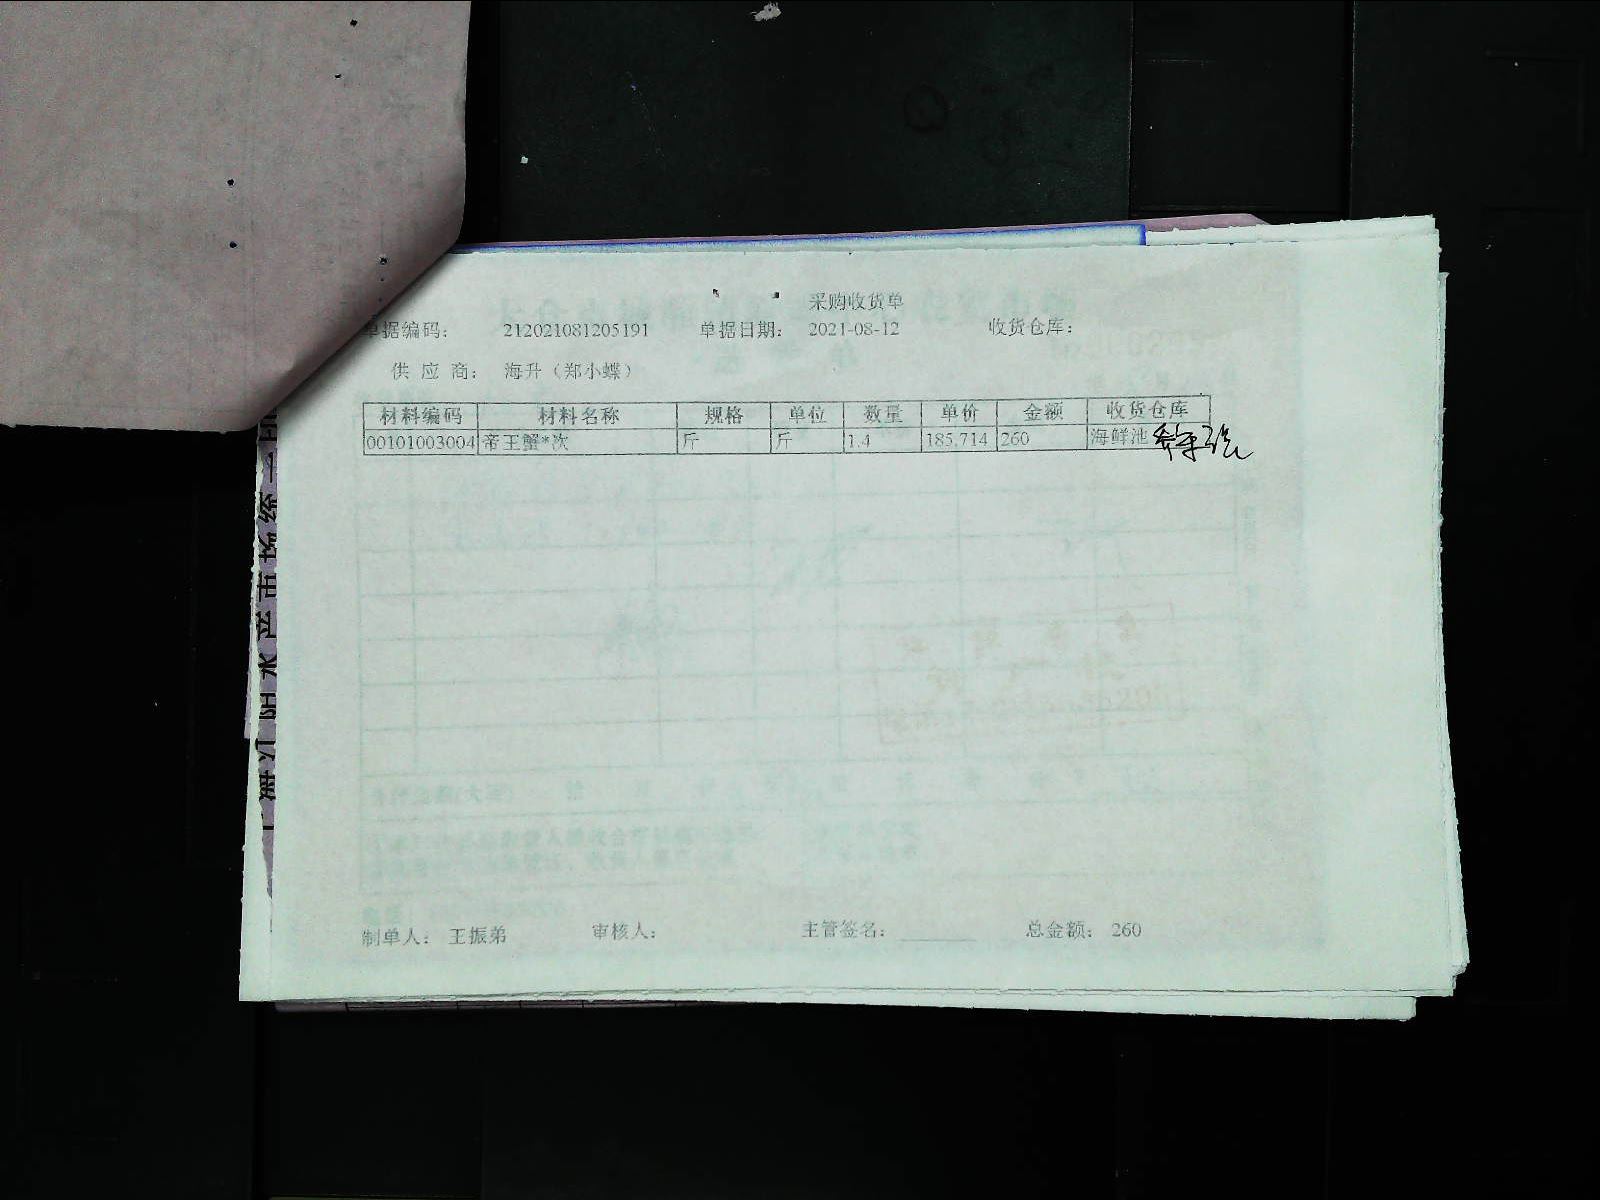 采购收货单
单据编码： 212021081205191 单据日期： 2021-08-12 收货仓库：
供 应 商： 海升（郑小蝶）
材料编码 材料名称 规格 单位 数量 单价 金额 收货仓库
00101003004 帝王蟹*次 斤 斤 1.4 185.714 260 海鲜池
制单人： 王振弟 审核人： 主管签名： ______ 总金额： 260